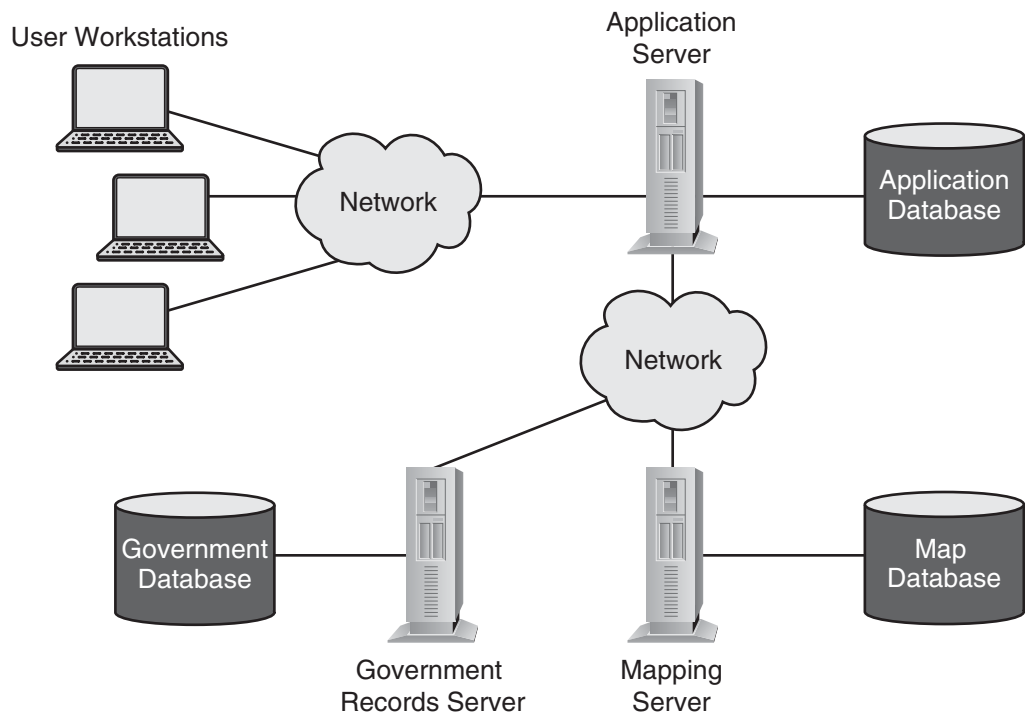 User Workstations
Application
Server
Network
Application
Database
Network
Government
Database
Map
Database
Government
Records Server
Mapping
Server